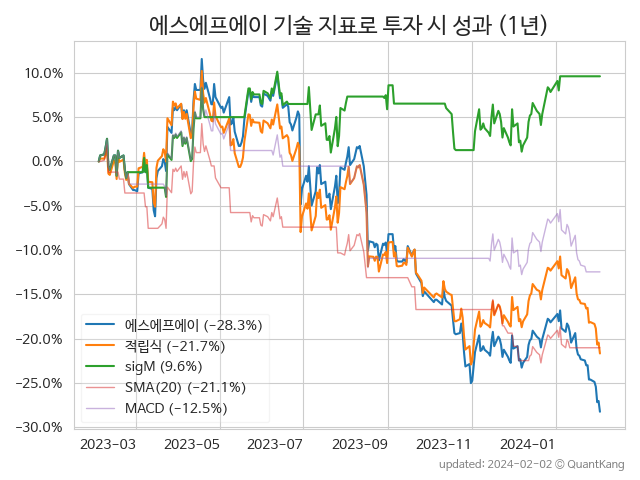 에스에프에이 기술 지표로 투자 시 성과 (1년)
10.0%
5.0%
0.0%
−5.0%
−10.0%
−15.0%
−20.0%
−25.0%
−30.0%
에스에프에이 (−28.3%)
적립식 (−21.7%)
sigM (9.6%)
SMA(20) (−21.1%)
MACD (−12.5%)
2023−03 2023−05 2023−07 2023−09 2023−11 2024−01
updated: 2024−02−02 © QuantKang